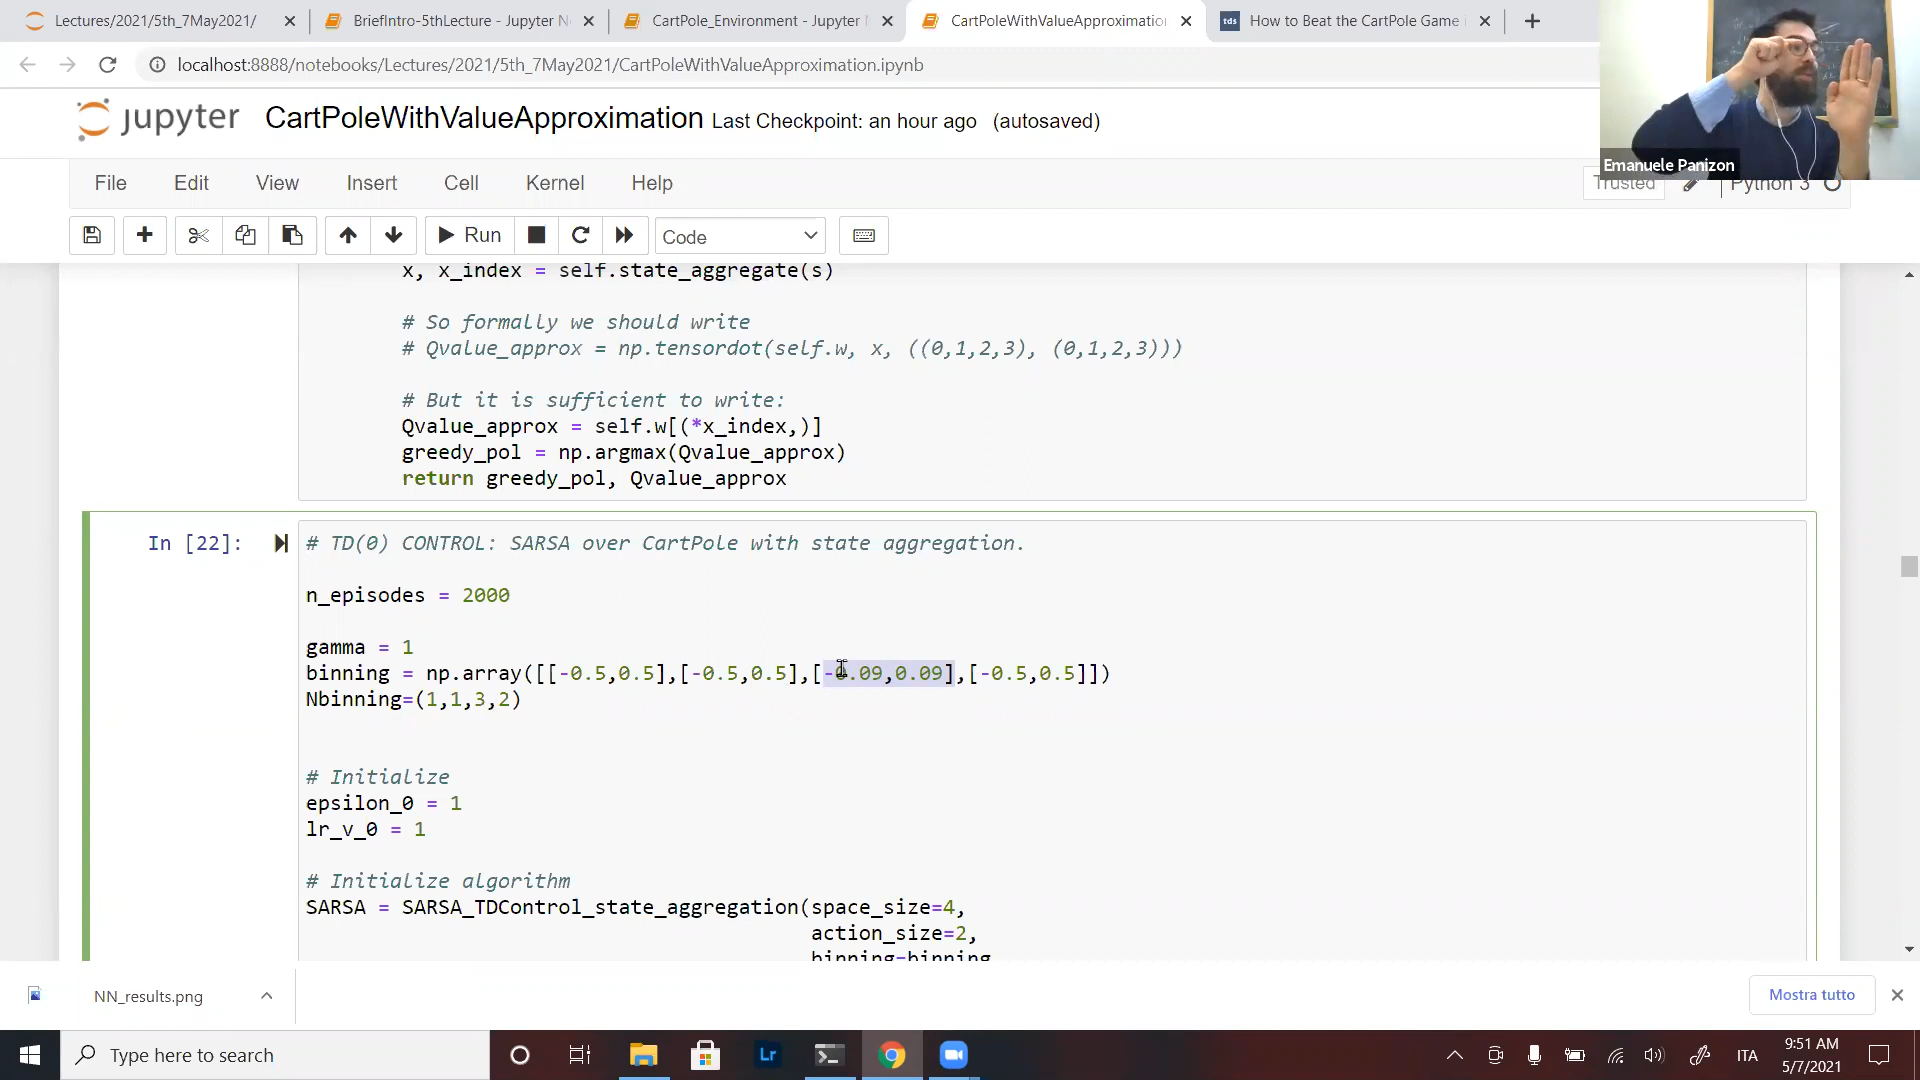 Lectures/2021/5th_7May2021/
BriefIntro-5thLecture - Jupyter N
CartPole_Environment - Jupyter
CartPoleWithValueApproximation
tds How to Beat the CartPole Game i
localhost:8888/notebooks/Lectures/2021/5th_7May2021/CartPoleWithValueApproximation.ipynb
jupyter CartPoleWithValueApproximation Last Checkpoint: an hour ago (autosaved)
Emanuele Panizon
File Edit View Insert Cell Kernel Help
Trusted Python 3
Run Code
x, x_index = self.state_aggregate(s)
# So formally we should write
# Qvalue_approx = np.tensordot(self.w, x, ((0,1,2,3), (0,1,2,3)))
# But it is sufficient to write:
Qvalue_approx = self.w[(*x_index,)]
greedy_pol = np.argmax(Qvalue_approx)
return greedy_pol, Qvalue_approx
In [22]:
# TD(0) CONTROL: SARSA over CartPole with state aggregation.
n_episodes = 2000
gamma = 1
binning = np.array([[-0.5,0.5],[-0.5,0.5],[-0.09,0.09],[-0.5,0.5]])
Nbinning=(1,1,3,2)
# Initialize
epsilon_0 = 1
lr_v_0 = 1
# Initialize algorithm
SARSA = SARSA_TDControl_state_aggregation(space_size=4,
action_size=2,
binning=binning
NN_results.png
Mostra tutto
Type here to search
Lr
ITA
9:51 AM
5/7/2021